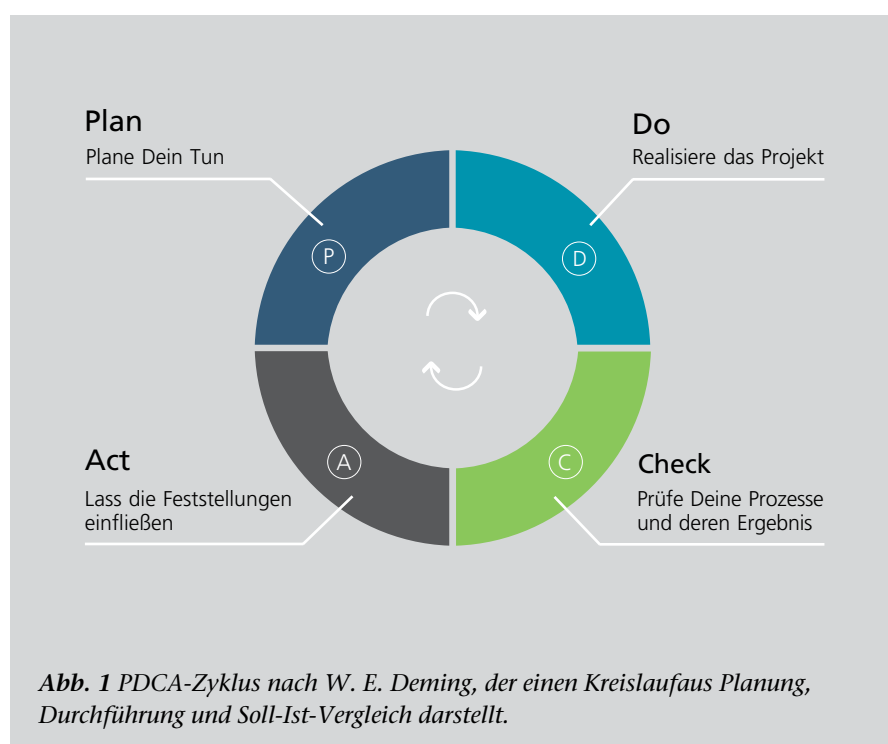 Plan
Plane Dein Tun
P
Do
Realisiere das Projekt
D
Act
Lass die Feststellungen
einfließen
A
Check
Prüfe Deine Prozesse
und deren Ergebnis
C
Abb. 1 PDCA-Zyklus nach W. E. Deming, der einen Kreislaufaus Planung,
Durchführung und Soll-Ist-Vergleich darstellt.